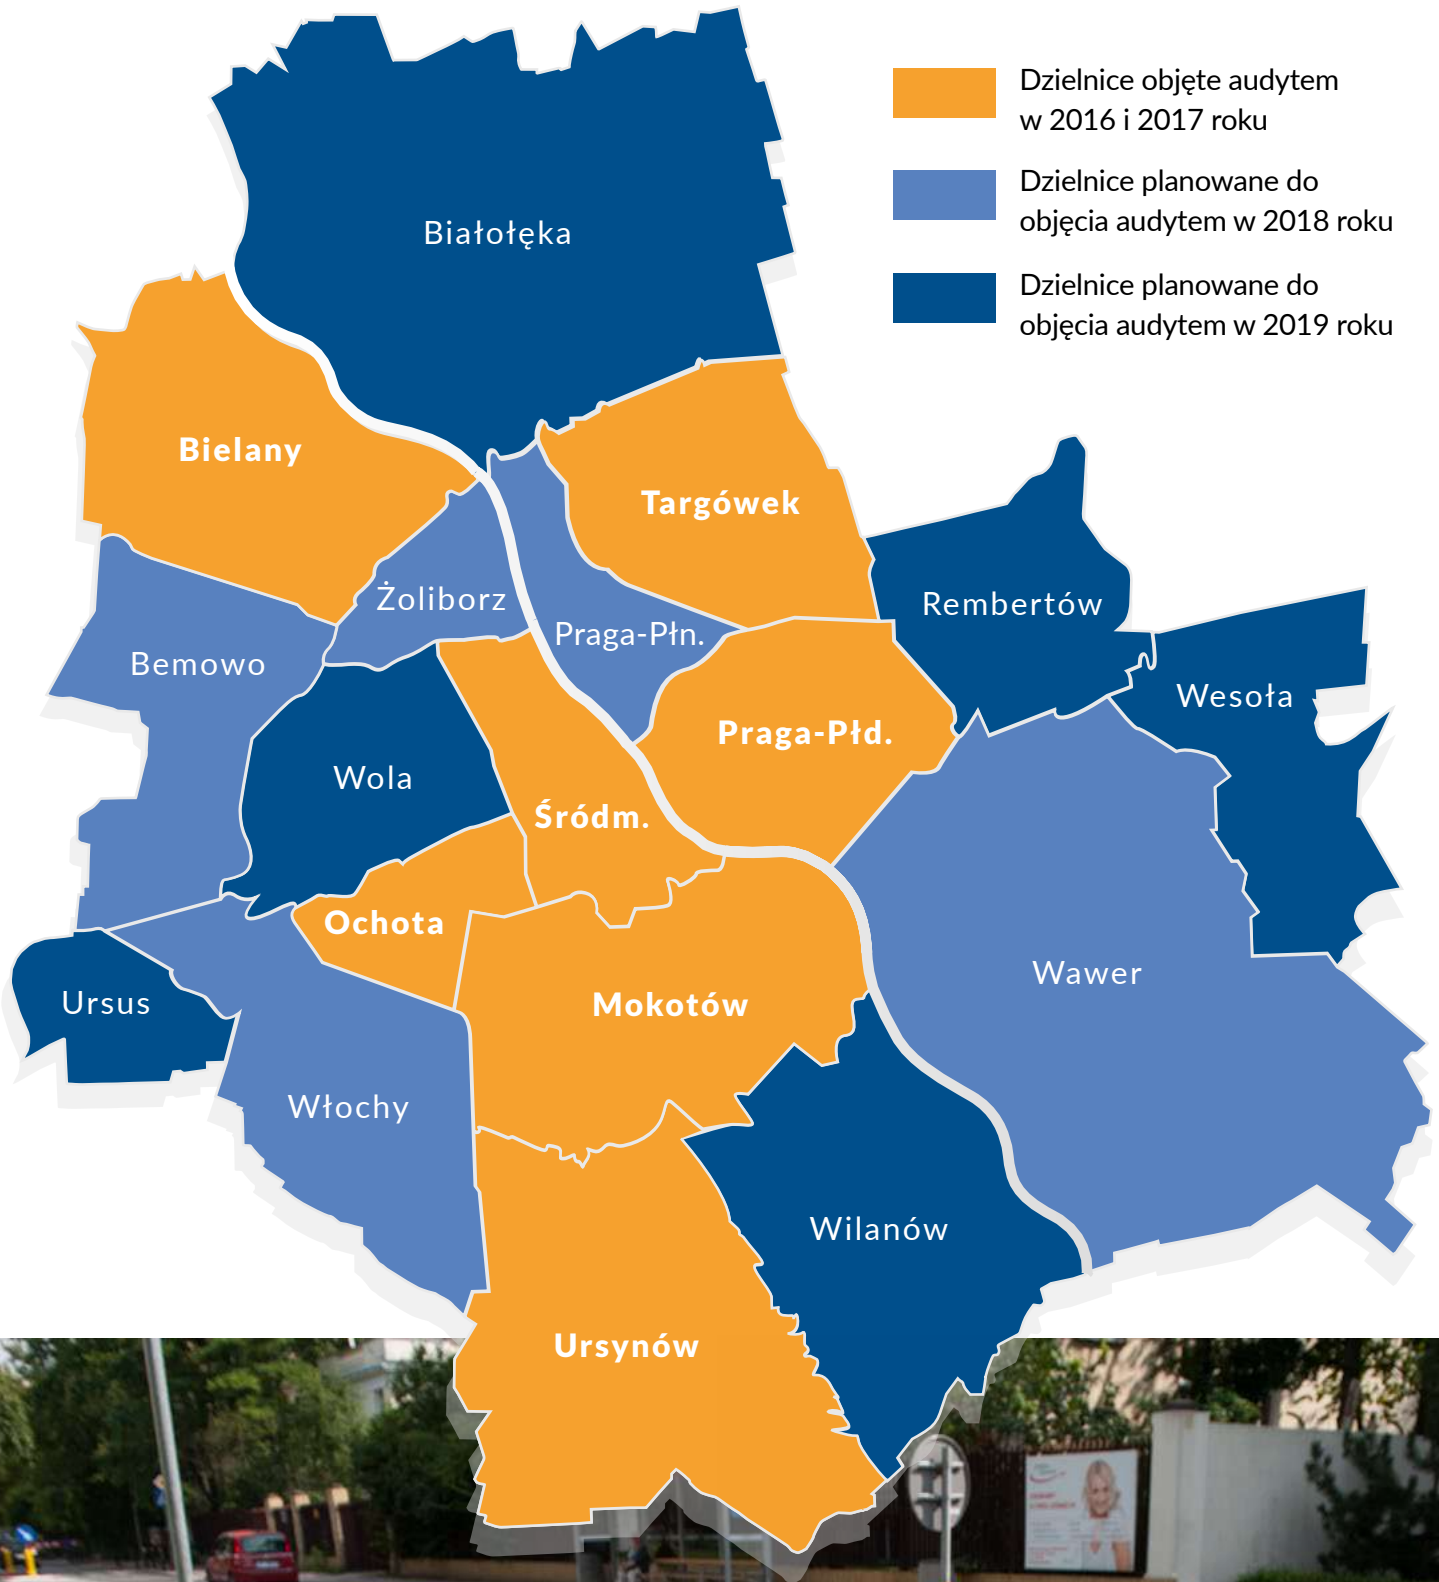 Dzielnice objęte audytem
w 2016 i 2017 roku
Dzielnice planowane do
objęcia audytem w 2018 roku
Dzielnice planowane do
objęcia audytem w 2019 roku
Białołęka
Bielany
Targówek
Żoliborz
Rembertów
Praga-Płn.
Bemowo
Wesoła
Praga-Płd.
Wola
Śródm.
Ochota
Wawer
Ursus
Mokotów
Włochy
Wilanów
Ursynów